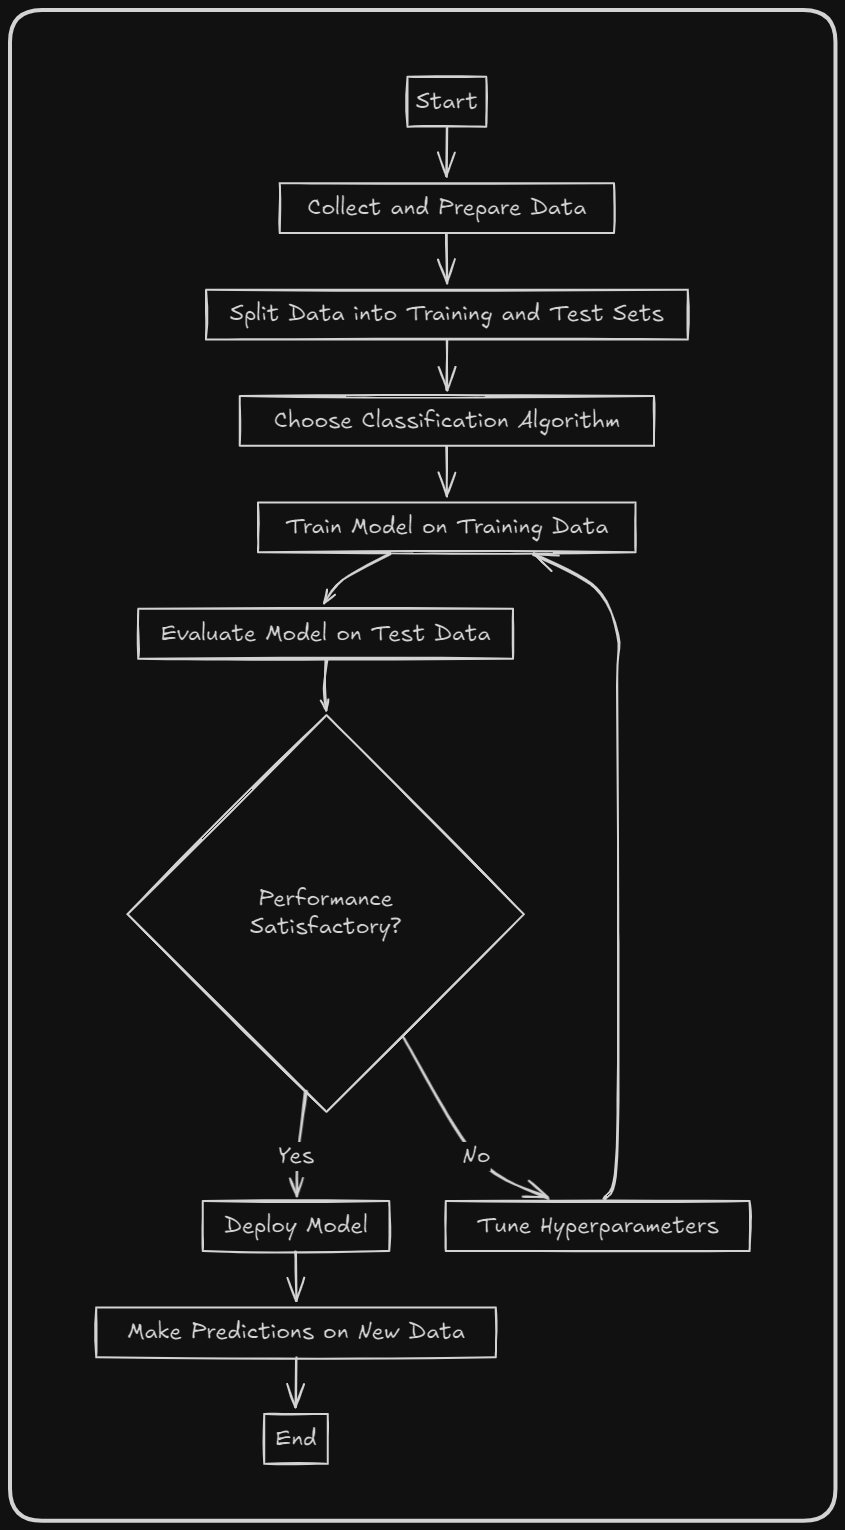 Start
Collect and Prepare Data
Split Data into Training and Test Sets
Choose Classification Algorithm
Train Model on Training Data
Evaluate Model on Test Data
Performance
Satisfactory?
Yes
No
Deploy Model
Tune Hyperparameters
Make Predictions on New Data
End